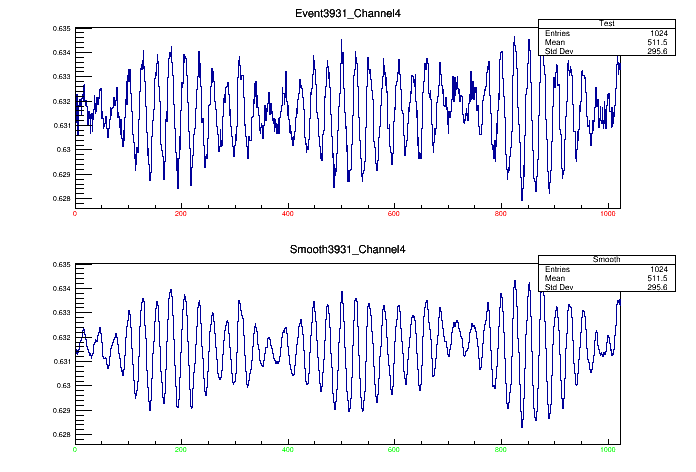 Event3931_Channel4
Test
Entries 1024
Mean 511.5
Std Dev 295.6
0.635
0.634
0.633
0.632
0.631
0.63
0.629
0.628
0 200 400 600 800 1000
Smooth3931_Channel4
Smooth
Entries 1024
Mean 511.5
Std Dev 295.6
0.635
0.634
0.633
0.632
0.631
0.63
0.629
0.628
0 200 400 600 800 1000